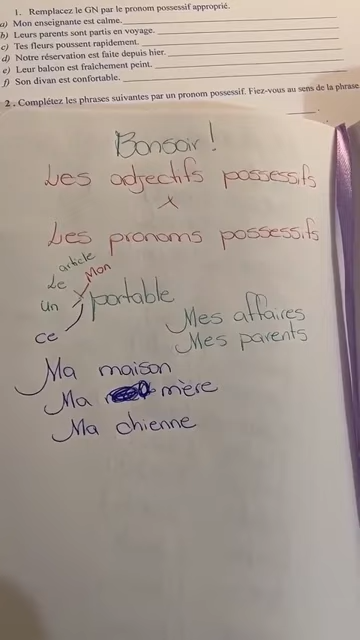 1. Remplacez le GN par le pronom possessif approprié.
a) Mon enseignante est calme.
b) Leurs parents sont partis en voyage.
c) Tes fleurs poussent rapidement.
d) Notre réservation est faite depuis hier.
e) Leur balcon est fraîchement peint.
f) Son divan est confortable.
2. Complétez les phrases suivantes par un pronom possessif. Fiez-vous au sens de la phrase.
Bonsoir !
Les adjectifs possessifs
x
Les pronoms possessifs
article
Le Mon
Un portable
ce
Mes affaires
Mes parents
Ma maison
Ma mère
Ma chienne